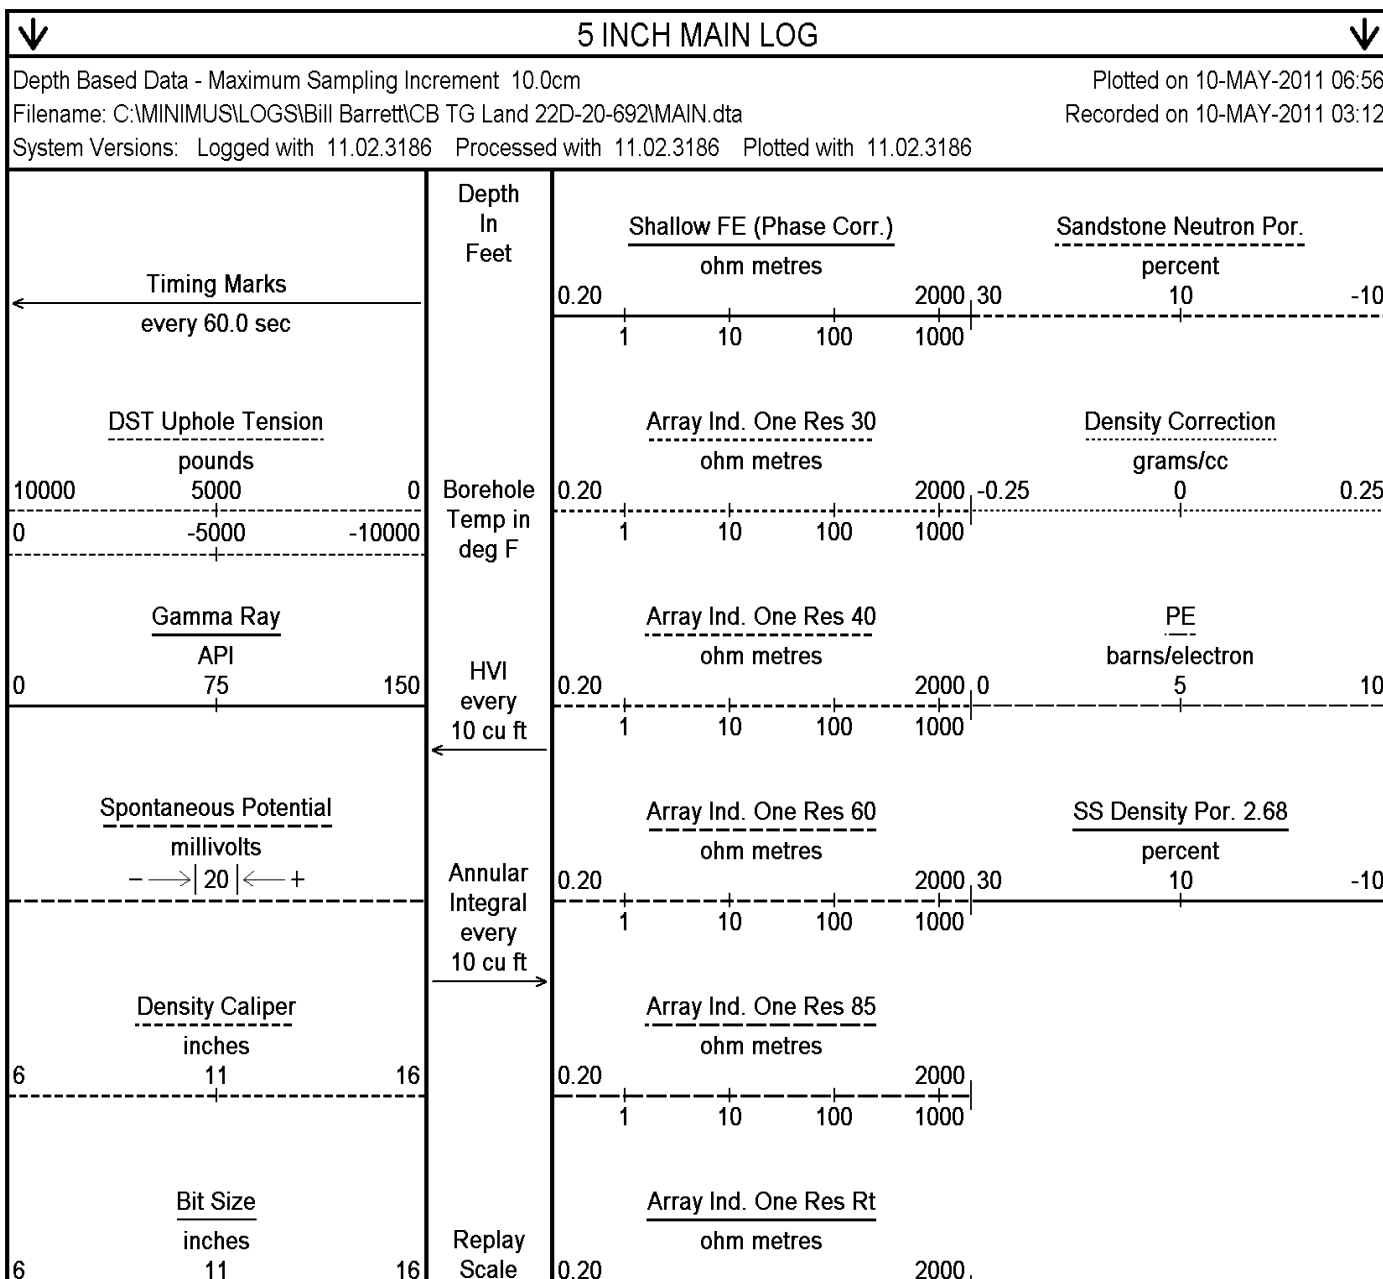 5 INCH MAIN LOG
Depth Based Data - Maximum Sampling Increment 10.0cm
Plotted on 10-MAY-2011 06:56
Filename: C:\MINIMUS\LOGS\Bill Barrett\CB TG Land 22D-20-692\MAIN.dta
Recorded on 10-MAY-2011 03:12
System Versions: Logged with 11.02.3186 Processed with 11.02.3186 Plotted with 11.02.3186
Timing Marks
every 60.0 sec
DST Uphole Tension
pounds
10000 5000 0
0 -5000 -10000
Gamma Ray
API
0 75 150
Spontaneous Potential
millivolts
– 20 +
Density Caliper
inches
6 11 16
Bit Size
inches
6 11 16
Depth
In
Feet
Borehole
Temp in
deg F
HVI
every
10 cu ft
Annular
Integral
every
10 cu ft
Replay
Scale
Shallow FE (Phase Corr.)
ohm metres
0.20 2000
1 10 100 1000
Array Ind. One Res 30
ohm metres
0.20 2000
1 10 100 1000
Array Ind. One Res 40
ohm metres
0.20 2000
1 10 100 1000
Array Ind. One Res 60
ohm metres
0.20 2000
1 10 100 1000
Array Ind. One Res 85
ohm metres
0.20 2000
1 10 100 1000
Array Ind. One Res Rt
ohm metres
0.20 2000
Sandstone Neutron Por.
percent
30 10 -10
Density Correction
grams/cc
-0.25 0 0.25
PE
barns/electron
0 5 10
SS Density Por. 2.68
percent
30 10 -10